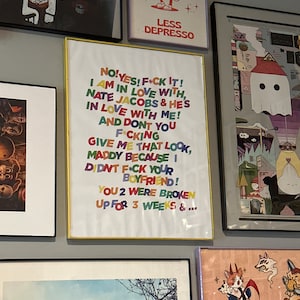 LESS
DEPRESSO
NO! YES! F*CK IT!
I AM IN LOVE WITH,
NATE JACOBS & HE'S
IN LOVE WITH ME!
AND DON'T YOU
F*CKING
GIVE ME THAT LOOK,
MADDY BECAUSE I
DIDN'T F*CK YOUR
BOYFRIEND!
YOU 2 WERE BROKEN
UP FOR 3 WEEKS & ...